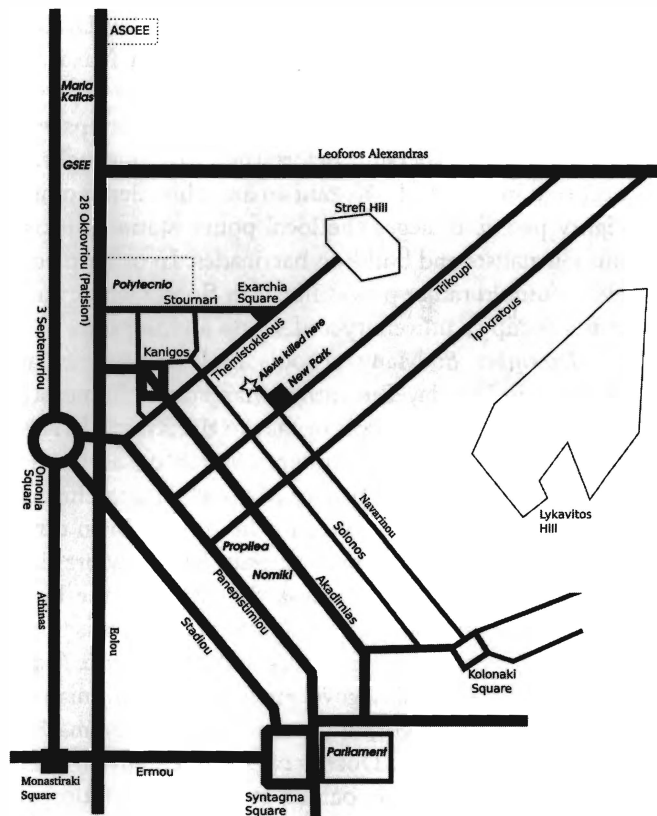 ASOEE
Maria
Kallas
GSEE
Leoforos Alexandras
28 Oktovriou (Patision)
3 Septemvriou
Strefi Hill
Polytecnio
Stournari
Exarchia
Square
Trikoupi
Ipokratous
Themistokleous
Kanigos
Alexis killed here
New Park
Omonia
Square
Lykavitos
Hill
Navarinou
Solonos
Propilea
Nomiki
Akadimias
Panepistimiou
Stadiou
Athinas
Eolou
Kolonaki
Square
Parliament
Ermou
Monastiraki
Square
Syntagma
Square